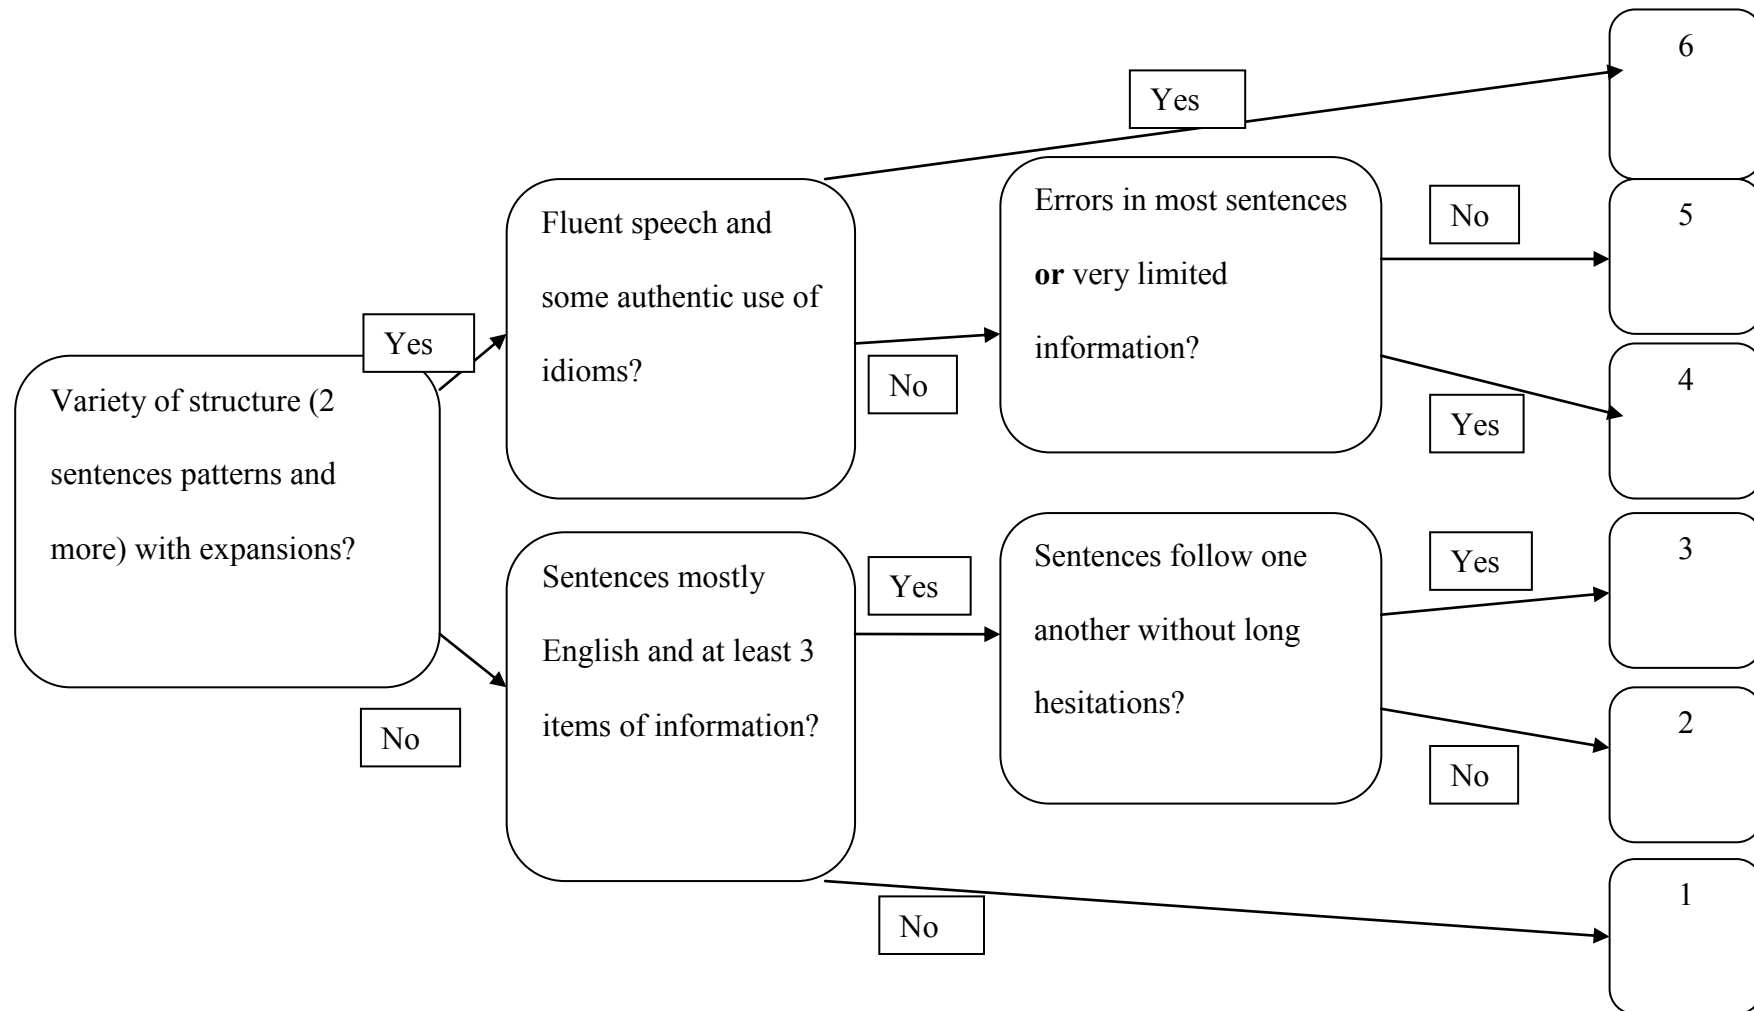 Variety of structure (2
sentences patterns and
more) with expansions?
Yes
No
Fluent speech and
some authentic use of
idioms?
Yes
No
Sentences mostly
English and at least 3
items of information?
Yes
No
Errors in most sentences
or very limited
information?
No
Yes
Sentences follow one
another without long
hesitations?
Yes
No
6
5
4
3
2
1